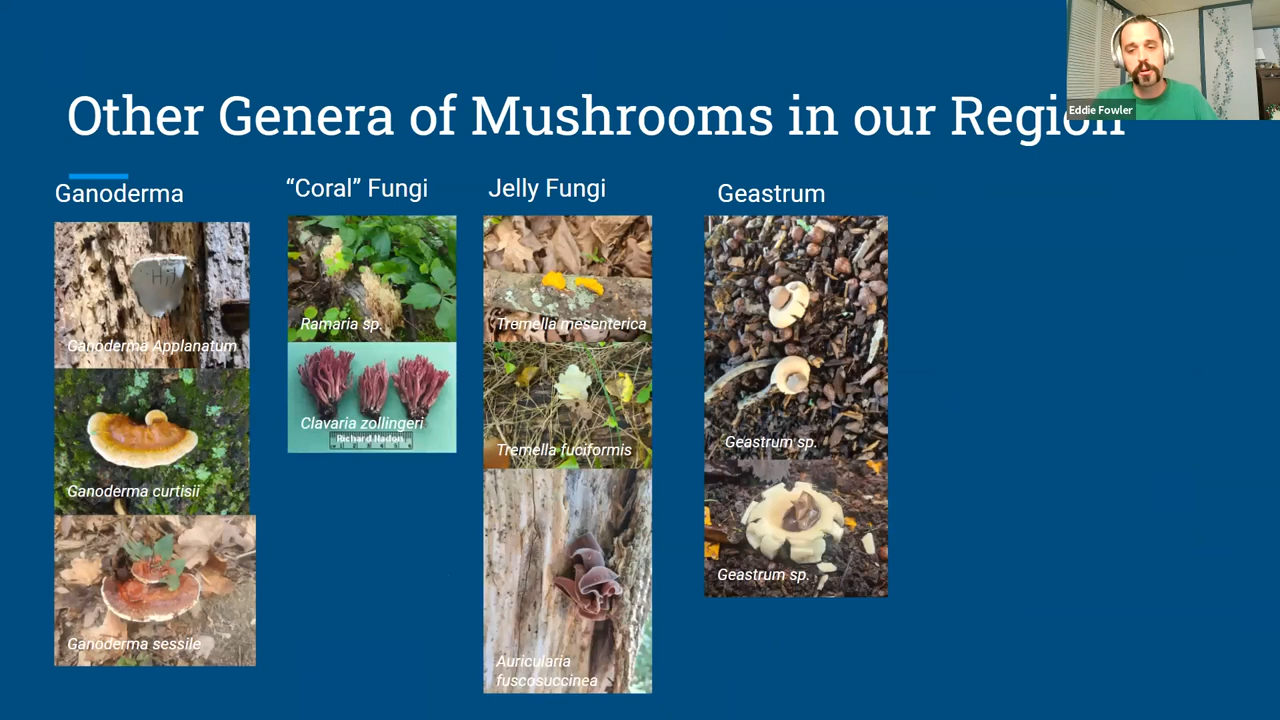 Eddie Fowler
Other Genera of Mushrooms in our Region
Ganoderma
Ganoderma Applanatum
Ganoderma curtisii
Ganoderma sessile
“Coral” Fungi
Ramaria sp.
Clavaria zollingeri
Richard Nadon
Jelly Fungi
Tremella mesenterica
Tremella fuciformis
Auricularia
fuscosuccinea
Geastrum
Geastrum sp.
Geastrum sp.